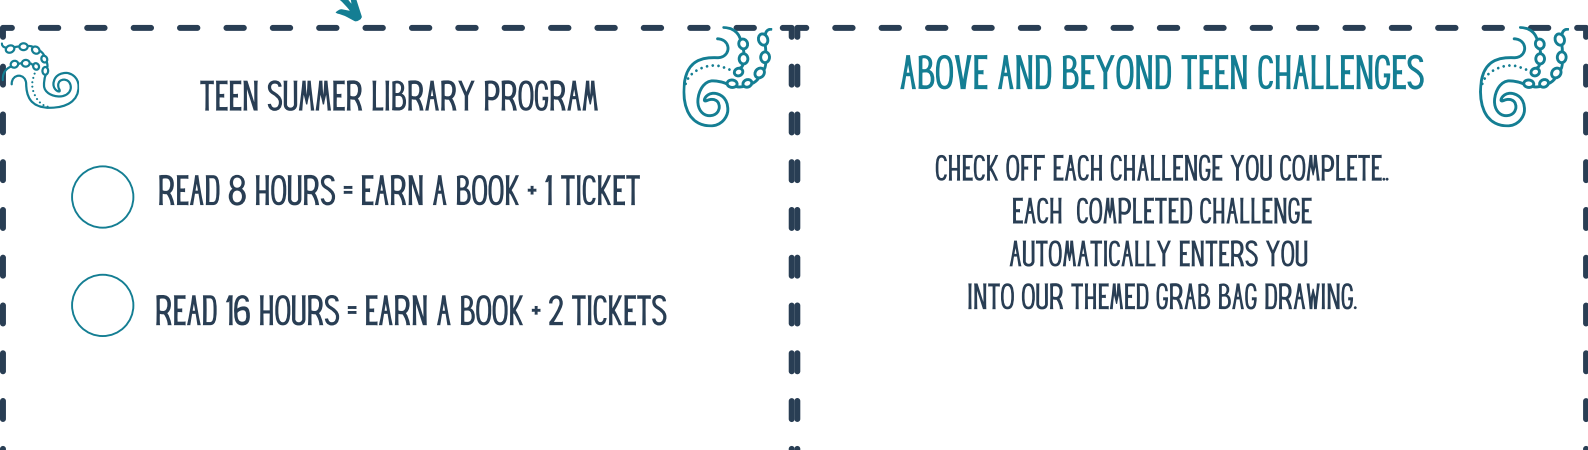 TEEN SUMMER LIBRARY PROGRAM
READ 8 HOURS = EARN A BOOK + 1 TICKET
READ 16 HOURS = EARN A BOOK + 2 TICKETS
ABOVE AND BEYOND TEEN CHALLENGES
CHECK OFF EACH CHALLENGE YOU COMPLETE..
EACH COMPLETED CHALLENGE
AUTOMATICALLY ENTERS YOU
INTO OUR THEMED GRAB BAG DRAWING.